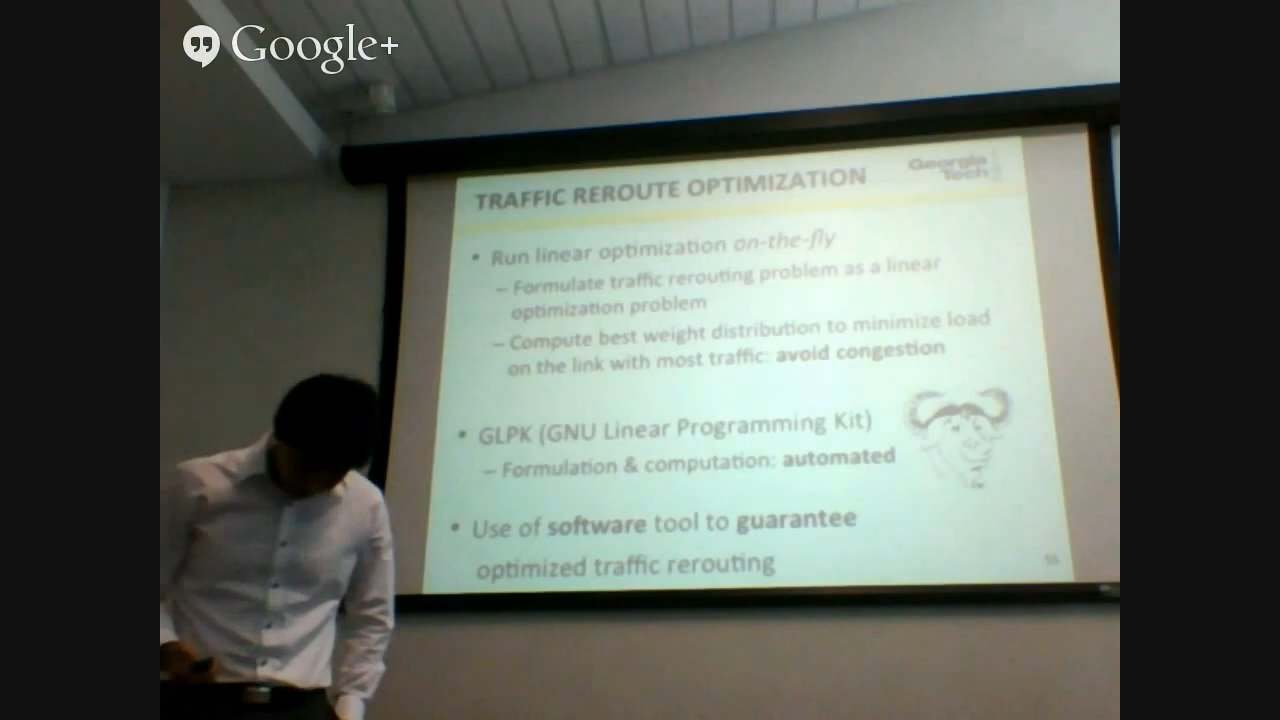 Google+
TRAFFIC REROUTE OPTIMIZATION
Georgia
Tech
• Run linear optimization on-the-fly
– Formulate traffic rerouting problem as a linear
optimization problem
– Compute best weight distribution to minimize load
on the link with most traffic: avoid congestion
• GLPK (GNU Linear Programming Kit)
– Formulation & computation: automated
• Use of software tool to guarantee
optimized traffic rerouting